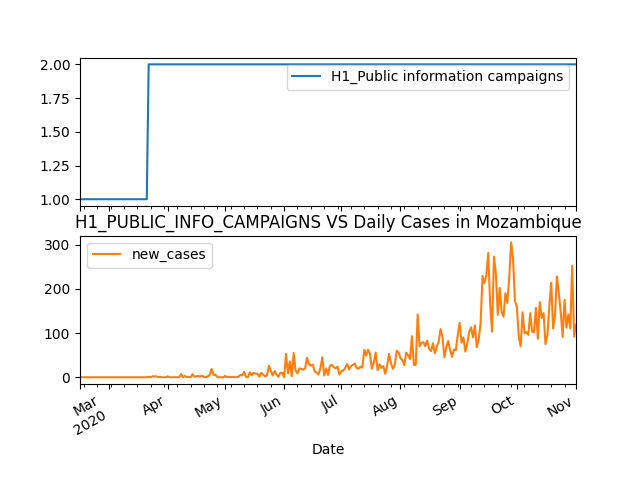 2.00
1.75
1.50
1.25
1.00
H1_Public information campaigns
H1_PUBLIC_INFO_CAMPAIGNS VS Daily Cases in Mozambique
300
200
100
0
new_cases
Mar
2020
Apr
May
Jun
Jul
Aug
Sep
Oct
Nov
Date